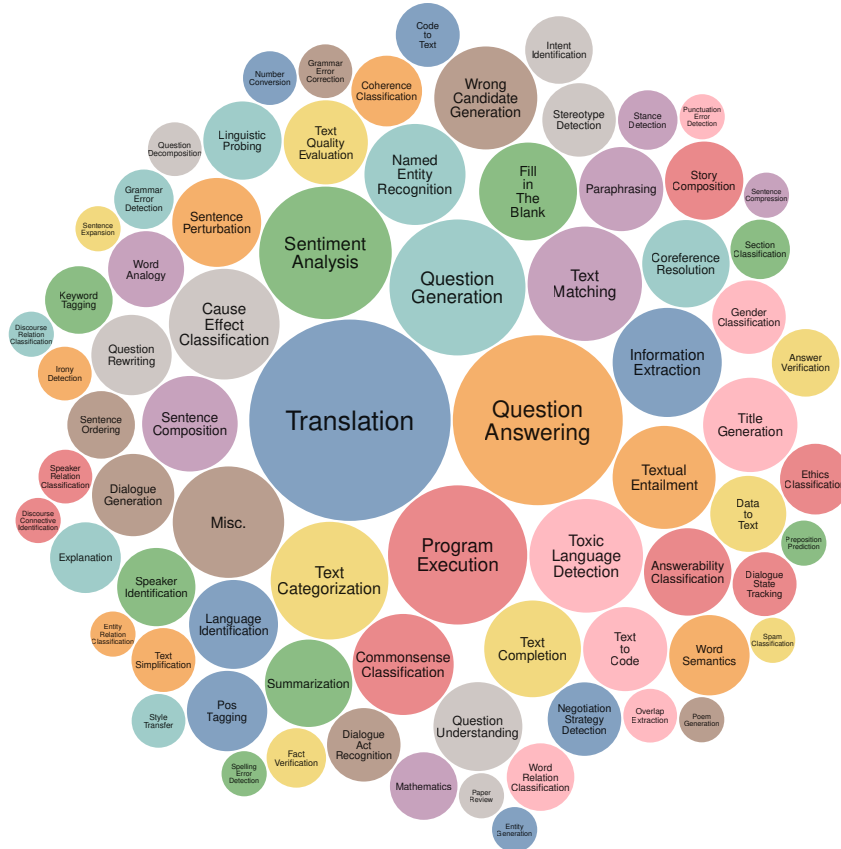 Code
to
Text
Intent
Identification
Number
Conversion
Grammar
Error
Correction
Coherence
Classification
Wrong
Candidate
Generation
Stereotype
Detection
Stance
Detection
Punctuation
Error
Detection
Question
Decomposition
Linguistic
Probing
Text
Quality
Evaluation
Named
Entity
Recognition
Fill
in
The
Blank
Paraphrasing
Story
Composition
Sentence
Compression
Grammar
Error
Detection
Sentence
Expansion
Sentence
Perturbation
Sentiment
Analysis
Question
Generation
Text
Matching
Coreference
Resolution
Section
Classification
Word
Analogy
Keyword
Tagging
Cause
Effect
Classification
Gender
Classification
Discourse
Relation
Classification
Question
Rewriting
Information
Extraction
Answer
Verification
Irony
Detection
Sentence
Ordering
Sentence
Composition
Translation
Question
Answering
Title
Generation
Speaker
Relation
Classification
Dialogue
Generation
Textual
Entailment
Ethics
Classification
Data
to
Text
Discourse
Connective
Identification
Misc.
Program
Execution
Toxic
Language
Detection
Preposition
Prediction
Explanation
Speaker
Identification
Text
Categorization
Answerability
Classification
Dialogue
State
Tracking
Entity
Relation
Classification
Language
Identification
Text
Simplification
Commonsense
Classification
Text
Completion
Text
to
Code
Word
Semantics
Spam
Classification
Summarization
Style
Transfer
Pos
Tagging
Question
Understanding
Negotiation
Strategy
Detection
Overlap
Extraction
Poem
Generation
Dialogue
Act
Recognition
Fact
Verification
Spelling
Error
Detection
Mathematics
Paper
Review
Word
Relation
Classification
Entity
Generation